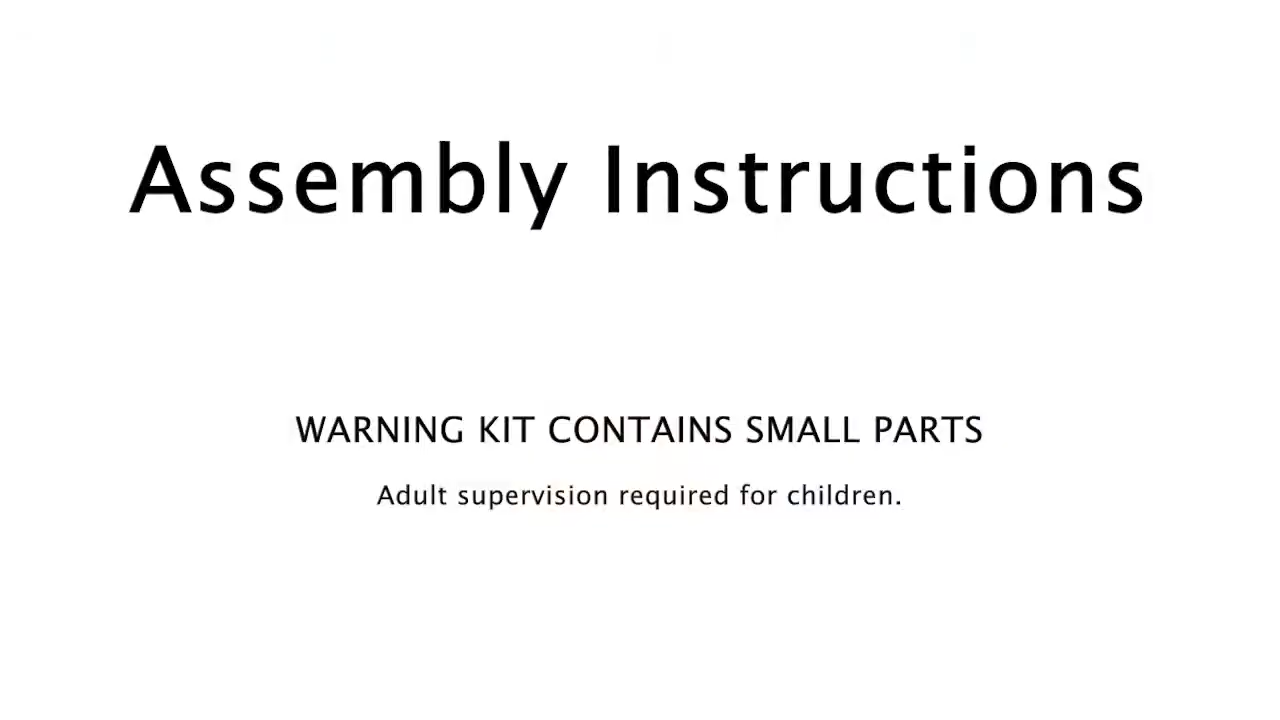 Assembly Instructions
WARNING KIT CONTAINS SMALL PARTS
Adult supervision required for children.